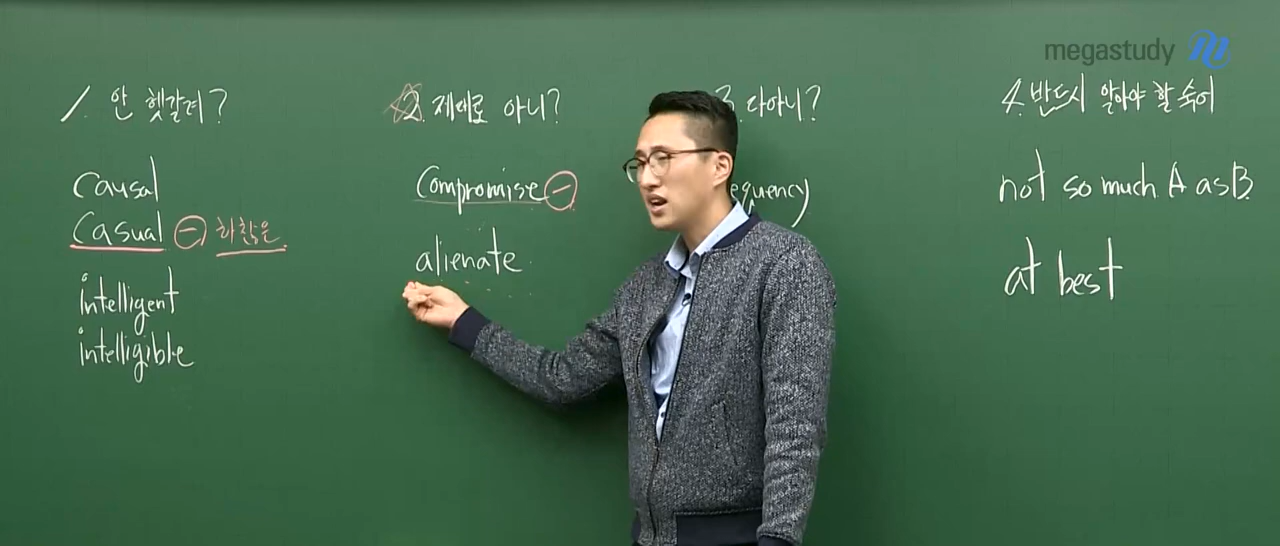 megastudy
1. 안 헷갈려?
Causal
Casual ⊖ 하찮은
intelligent
intelligible
☆2. 제대로 아니?
Compromise ⊖
alienate
3. 다아니?
equency
4. 반드시 알아야 할 숙어
not so much A as B.
at best